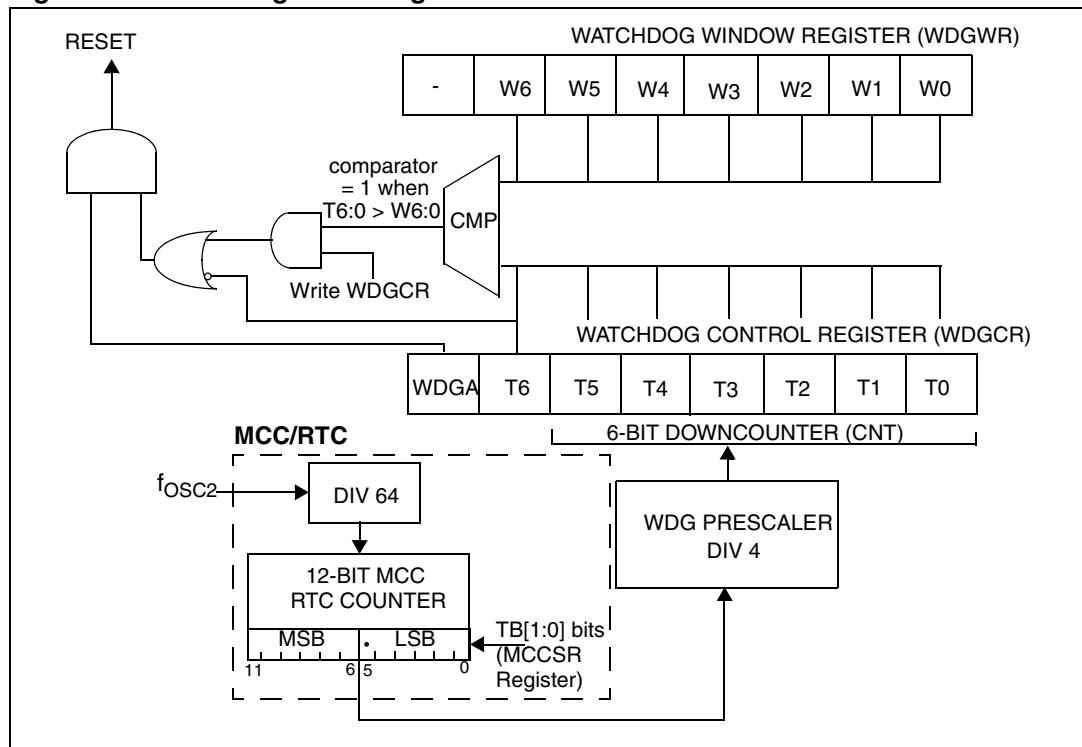 RESET
WATCHDOG WINDOW REGISTER (WDGWR)
- W6 W5 W4 W3 W2 W1 W0
comparator
= 1 when
T6:0 > W6:0
CMP
Write WDGCR
WATCHDOG CONTROL REGISTER (WDGCR)
WDGA T6 T5 T4 T3 T2 T1 T0
6-BIT DOWNCOUNTER (CNT)
MCC/RTC
fOSC2
DIV 64
WDG PRESCALER
DIV 4
12-BIT MCC
RTC COUNTER
MSB LSB
11 6 5 0
TB[1:0] bits
(MCCSR
Register)